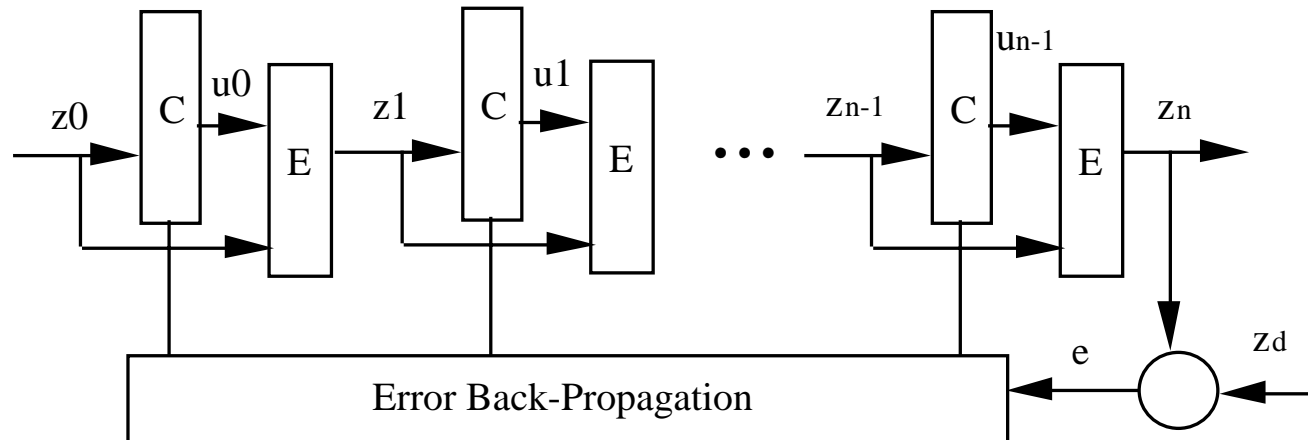 z0
C
u0
E
z1
C
u1
E
•••
zn-1
C
un-1
E
zn
zd
e
Error Back-Propagation